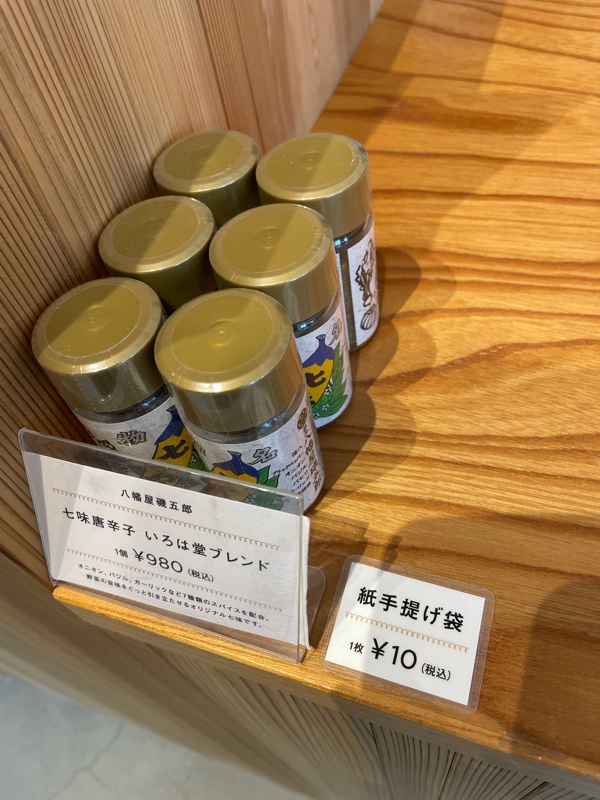 八幡屋礒五郎
七味唐辛子 いろは堂ブレンド
1個 ¥980(税込)
オニオン、バジル、ガーリックなど7種類のスパイスを配合。
野菜の旨味をぐっと引き立たせるオリジナル七味です。
紙手提げ袋
1枚 ¥10(税込)
物
七
名
七